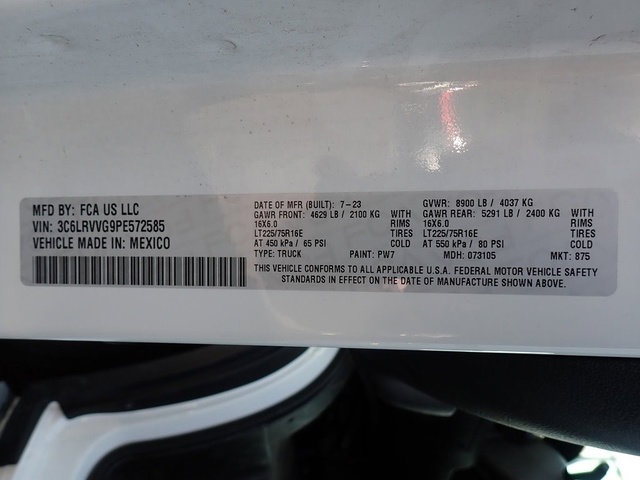 MFD BY: FCA US LLC
VIN: 3C6LRVVG9PE572585
VEHICLE MADE IN: MEXICO
DATE OF MFR (BUILT): 7-23
GAWR FRONT: 4629 LB / 2100 KG WITH
16X6.0 RIMS
LT225/75R16E TIRES
AT 450 kPa / 65 PSI COLD
TYPE: TRUCK PAINT: PW7
GVWR: 8900 LB / 4037 KG
GAWR REAR: 5291 LB / 2400 KG WITH
16X6.0 RIMS
LT225/75R16E TIRES
AT 550 kPa / 80 PSI COLD
MDH: 073105 MKT: 875
THIS VEHICLE CONFORMS TO ALL APPLICABLE U.S.A. FEDERAL MOTOR VEHICLE SAFETY
STANDARDS IN EFFECT ON THE DATE OF MANUFACTURE SHOWN ABOVE.